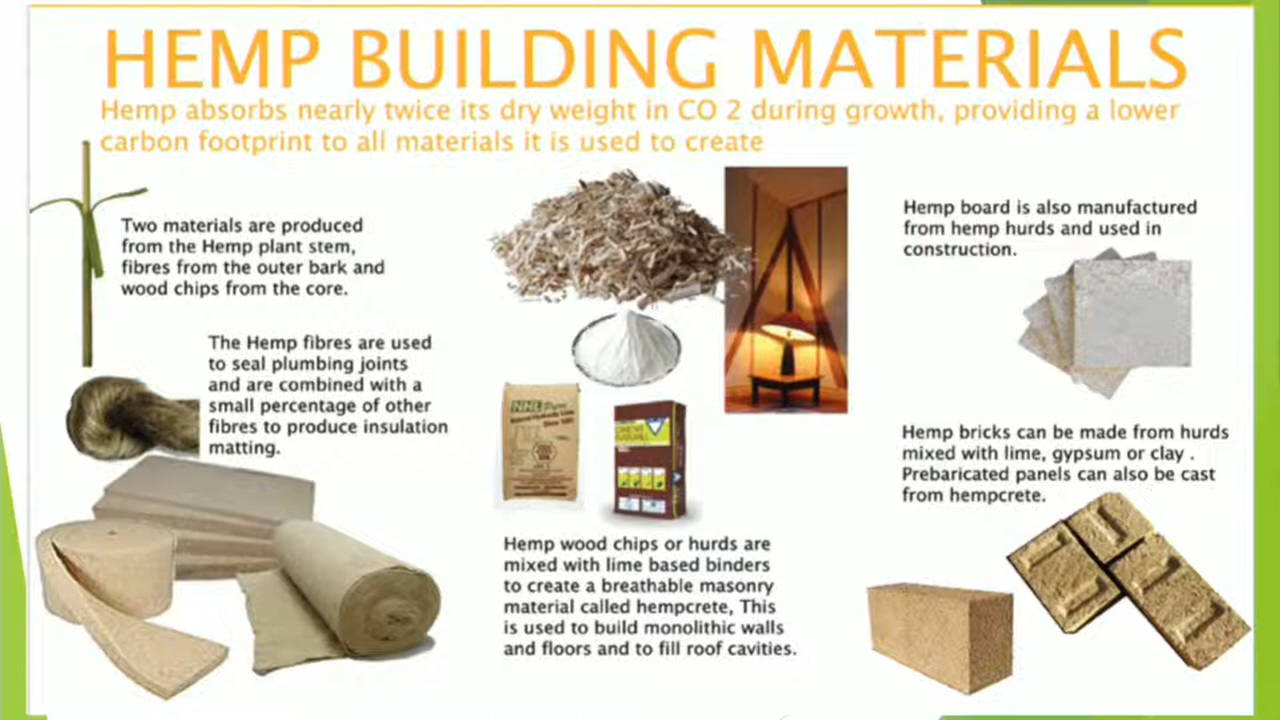 HEMP BUILDING MATERIALS
Hemp absorbs nearly twice its dry weight in CO 2 during growth, providing a lower
carbon footprint to all materials it is used to create
Two materials are produced
from the Hemp plant stem,
fibres from the outer bark and
wood chips from the core.
The Hemp fibres are used
to seal plumbing joints
and are combined with a
small percentage of other
fibres to produce insulation
matting.
NHL
Hemp wood chips or hurds are
mixed with lime based binders
to create a breathable masonry
material called hempcrete, This
is used to build monolithic walls
and floors and to fill roof cavities.
Hemp board is also manufactured
from hemp hurds and used in
construction.
Hemp bricks can be made from hurds
mixed with lime, gypsum or clay .
Prebaricated panels can also be cast
from hempcrete.